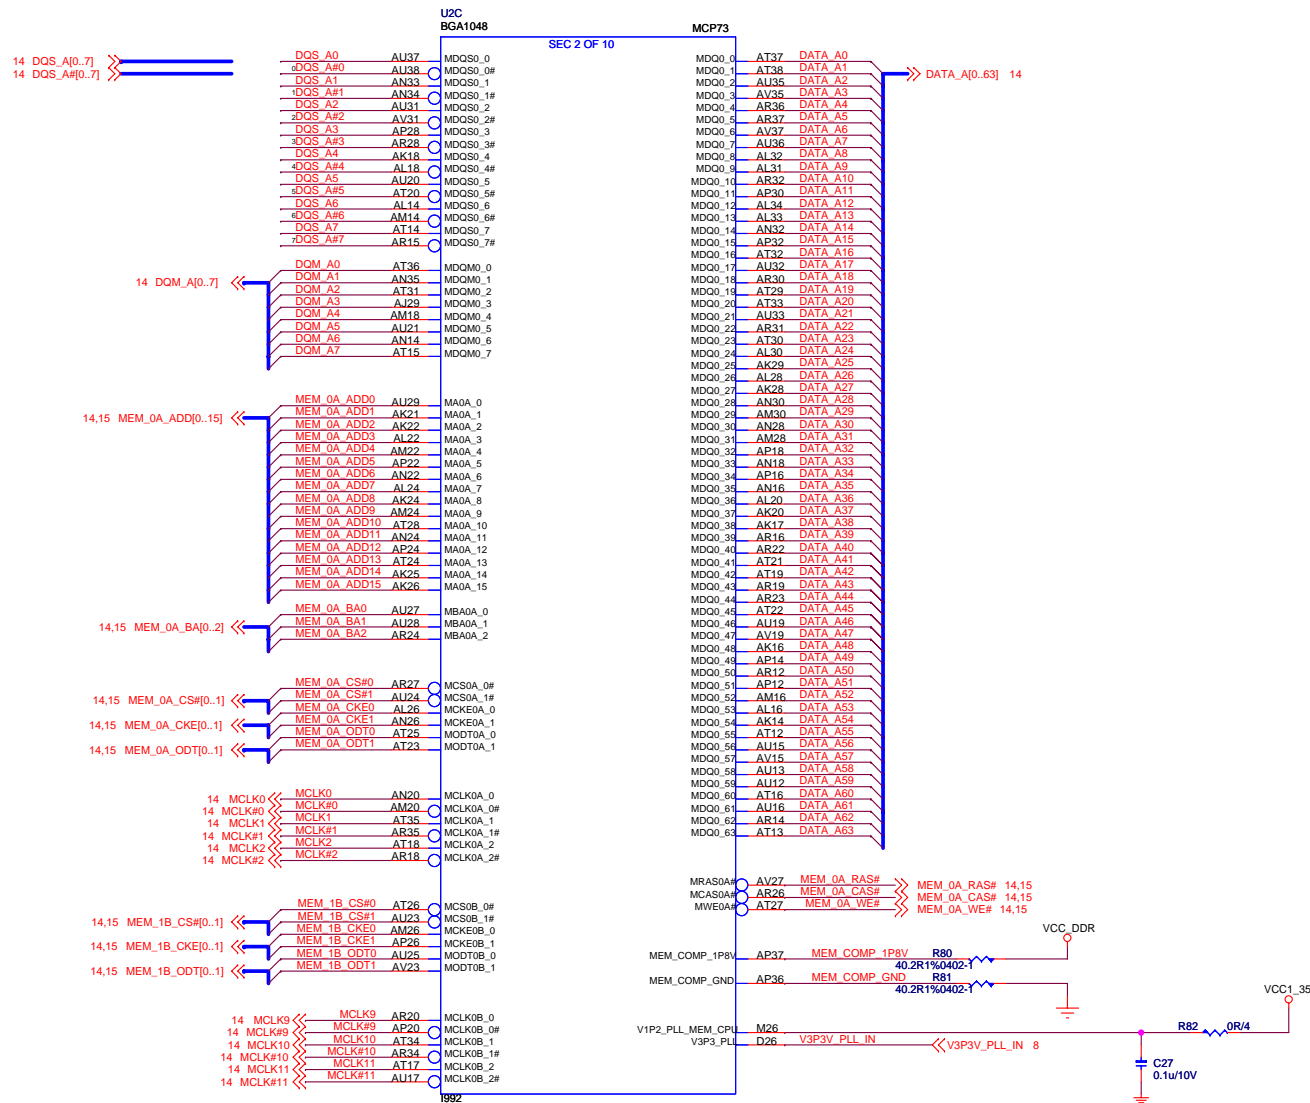 U2C
BGA1048
MCP73
SEC 2 OF 10
14 DQS_A[0..7]
14 DQS_A#[0..7]
DQS_A0 AU37 MDQS0_0
0 DQS_A#0 AU38 MDQS0_0#
DQS_A1 AN33 MDQS0_1
1 DQS_A#1 AN34 MDQS0_1#
DQS_A2 AU31 MDQS0_2
2 DQS_A#2 AV31 MDQS0_2#
DQS_A3 AP28 MDQS0_3
3 DQS_A#3 AR28 MDQS0_3#
DQS_A4 AK18 MDQS0_4
4 DQS_A#4 AL18 MDQS0_4#
DQS_A5 AU20 MDQS0_5
5 DQS_A#5 AT20 MDQS0_5#
DQS_A6 AL14 MDQS0_6
6 DQS_A#6 AM14 MDQS0_6#
DQS_A7 AT14 MDQS0_7
7 DQS_A#7 AR15 MDQS0_7#
14 DQM_A[0..7]
DQM_A0 AT36 MDQM0_0
DQM_A1 AN35 MDQM0_1
DQM_A2 AT31 MDQM0_2
DQM_A3 AJ29 MDQM0_3
DQM_A4 AM18 MDQM0_4
DQM_A5 AU21 MDQM0_5
DQM_A6 AN14 MDQM0_6
DQM_A7 AT15 MDQM0_7
14,15 MEM_0A_ADD[0..15]
MEM_0A_ADD0 AU29 MA0A_0
MEM_0A_ADD1 AK21 MA0A_1
MEM_0A_ADD2 AK22 MA0A_2
MEM_0A_ADD3 AL22 MA0A_3
MEM_0A_ADD4 AM22 MA0A_4
MEM_0A_ADD5 AP22 MA0A_5
MEM_0A_ADD6 AN22 MA0A_6
MEM_0A_ADD7 AL24 MA0A_7
MEM_0A_ADD8 AK24 MA0A_8
MEM_0A_ADD9 AM24 MA0A_9
MEM_0A_ADD10 AT28 MA0A_10
MEM_0A_ADD11 AN24 MA0A_11
MEM_0A_ADD12 AP24 MA0A_12
MEM_0A_ADD13 AT24 MA0A_13
MEM_0A_ADD14 AK25 MA0A_14
MEM_0A_ADD15 AK26 MA0A_15
14,15 MEM_0A_BA[0..2]
MEM_0A_BA0 AU27 MBA0A_0
MEM_0A_BA1 AU28 MBA0A_1
MEM_0A_BA2 AR24 MBA0A_2
14,15 MEM_0A_CS#[0..1]
MEM_0A_CS#0 AR27 MCS0A_0#
MEM_0A_CS#1 AU24 MCS0A_1#
14,15 MEM_0A_CKE[0..1]
MEM_0A_CKE0 AL26 MCKE0A_0
MEM_0A_CKE1 AN26 MCKE0A_1
14,15 MEM_0A_ODT[0..1]
MEM_0A_ODT0 AT25 MODT0A_0
MEM_0A_ODT1 AT23 MODT0A_1
14 MCLK0 MCLK0 AN20 MCLK0A_0
14 MCLK#0 MCLK#0 AM20 MCLK0A_0#
14 MCLK1 MCLK1 AT35 MCLK0A_1
14 MCLK#1 MCLK#1 AR35 MCLK0A_1#
14 MCLK2 MCLK2 AT18 MCLK0A_2
14 MCLK#2 MCLK#2 AR18 MCLK0A_2#
14,15 MEM_1B_CS#[0..1]
MEM_1B_CS#0 AT26 MCS0B_0#
MEM_1B_CS#1 AU23 MCS0B_1#
14,15 MEM_1B_CKE[0..1]
MEM_1B_CKE0 AM26 MCKE0B_0
MEM_1B_CKE1 AP26 MCKE0B_1
14,15 MEM_1B_ODT[0..1]
MEM_1B_ODT0 AU25 MODT0B_0
MEM_1B_ODT1 AV23 MODT0B_1
14 MCLK9 MCLK9 AR20 MCLK0B_0
14 MCLK#9 MCLK#9 AP20 MCLK0B_0#
14 MCLK10 MCLK10 AT34 MCLK0B_1
14 MCLK#10 MCLK#10 AR34 MCLK0B_1#
14 MCLK11 MCLK11 AT17 MCLK0B_2
14 MCLK#11 MCLK#11 AU17 MCLK0B_2#
I992
MDQ0_0 AT37 DATA_A0
MDQ0_1 AT38 DATA_A1
MDQ0_2 AU35 DATA_A2
MDQ0_3 AV35 DATA_A3
MDQ0_4 AR36 DATA_A4
MDQ0_5 AR37 DATA_A5
MDQ0_6 AV37 DATA_A6
MDQ0_7 AU36 DATA_A7
MDQ0_8 AL32 DATA_A8
MDQ0_9 AL31 DATA_A9
MDQ0_10 AR32 DATA_A10
MDQ0_11 AP30 DATA_A11
MDQ0_12 AL34 DATA_A12
MDQ0_13 AL33 DATA_A13
MDQ0_14 AN32 DATA_A14
MDQ0_15 AP32 DATA_A15
MDQ0_16 AT32 DATA_A16
MDQ0_17 AU32 DATA_A17
MDQ0_18 AR30 DATA_A18
MDQ0_19 AT29 DATA_A19
MDQ0_20 AT33 DATA_A20
MDQ0_21 AU33 DATA_A21
MDQ0_22 AR31 DATA_A22
MDQ0_23 AT30 DATA_A23
MDQ0_24 AL30 DATA_A24
MDQ0_25 AK29 DATA_A25
MDQ0_26 AL28 DATA_A26
MDQ0_27 AK28 DATA_A27
MDQ0_28 AN30 DATA_A28
MDQ0_29 AM30 DATA_A29
MDQ0_30 AN28 DATA_A30
MDQ0_31 AM28 DATA_A31
MDQ0_32 AP18 DATA_A32
MDQ0_33 AN18 DATA_A33
MDQ0_34 AP16 DATA_A34
MDQ0_35 AN16 DATA_A35
MDQ0_36 AL20 DATA_A36
MDQ0_37 AK20 DATA_A37
MDQ0_38 AK17 DATA_A38
MDQ0_39 AR16 DATA_A39
MDQ0_40 AR22 DATA_A40
MDQ0_41 AT21 DATA_A41
MDQ0_42 AT19 DATA_A42
MDQ0_43 AR19 DATA_A43
MDQ0_44 AR23 DATA_A44
MDQ0_45 AT22 DATA_A45
MDQ0_46 AU19 DATA_A46
MDQ0_47 AV19 DATA_A47
MDQ0_48 AK16 DATA_A48
MDQ0_49 AP14 DATA_A49
MDQ0_50 AR12 DATA_A50
MDQ0_51 AP12 DATA_A51
MDQ0_52 AM16 DATA_A52
MDQ0_53 AL16 DATA_A53
MDQ0_54 AK14 DATA_A54
MDQ0_55 AT12 DATA_A55
MDQ0_56 AU15 DATA_A56
MDQ0_57 AV15 DATA_A57
MDQ0_58 AU13 DATA_A58
MDQ0_59 AU12 DATA_A59
MDQ0_60 AT16 DATA_A60
MDQ0_61 AU16 DATA_A61
MDQ0_62 AR14 DATA_A62
MDQ0_63 AT13 DATA_A63
DATA_A[0..63] 14
MRAS0A# AV27 MEM_0A_RAS# MEM_0A_RAS# 14,15
MCAS0A# AR26 MEM_0A_CAS# MEM_0A_CAS# 14,15
MWE0A# AT27 MEM_0A_WE# MEM_0A_WE# 14,15
VCC_DDR
MEM_COMP_1P8V AP37 MEM_COMP_1P8V R80
40.2R1%0402-1
MEM_COMP_GND AP36 MEM_COMP_GND R81
40.2R1%0402-1
VCC1_35
V1P2_PLL_MEM_CPU M26 R82 0R/4
V3P3_PLL D26 V3P3V_PLL_IN V3P3V_PLL_IN 8
C27
0.1u/10V